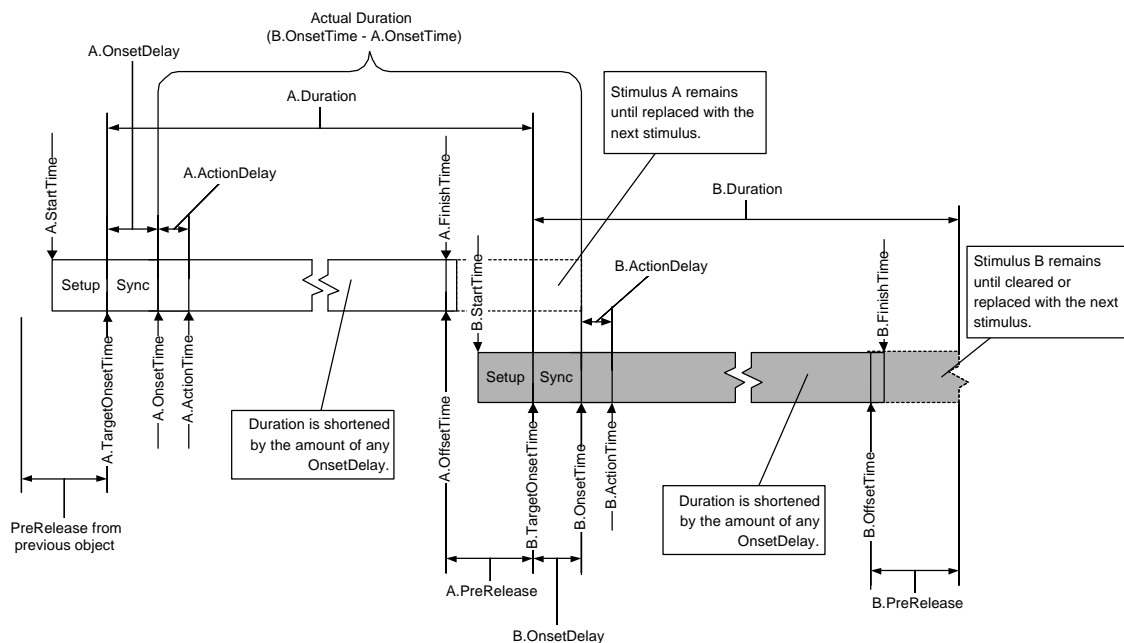 Actual Duration
(B.OnsetTime - A.OnsetTime)
A.OnsetDelay
A.Duration
Stimulus A remains
until replaced with the
next stimulus.
A.StartTime
A.ActionDelay
A.FinishTime
B.Duration
Setup
Sync
B.StartTime
B.ActionDelay
B.FinishTime
Stimulus B remains
until cleared or
replaced with the next
stimulus.
A.TargetOnsetTime
A.OnsetTime
A.ActionTime
Setup
Sync
Duration is shortened
by the amount of any
OnsetDelay.
A.OffsetTime
B.TargetOnsetTime
B.OnsetTime
B.ActionTime
Duration is shortened
by the amount of any
OnsetDelay.
B.OffsetTime
PreRelease from
previous object
A.PreRelease
B.PreRelease
B.OnsetDelay